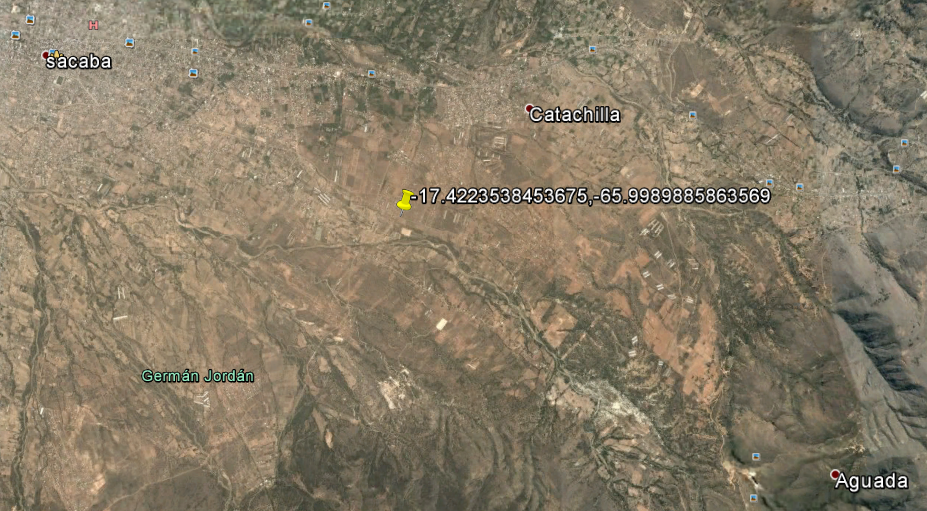 H
sacaba
Catachilla
-17.4223538453675,-65.9989885863569
Germán Jordán
Aguada